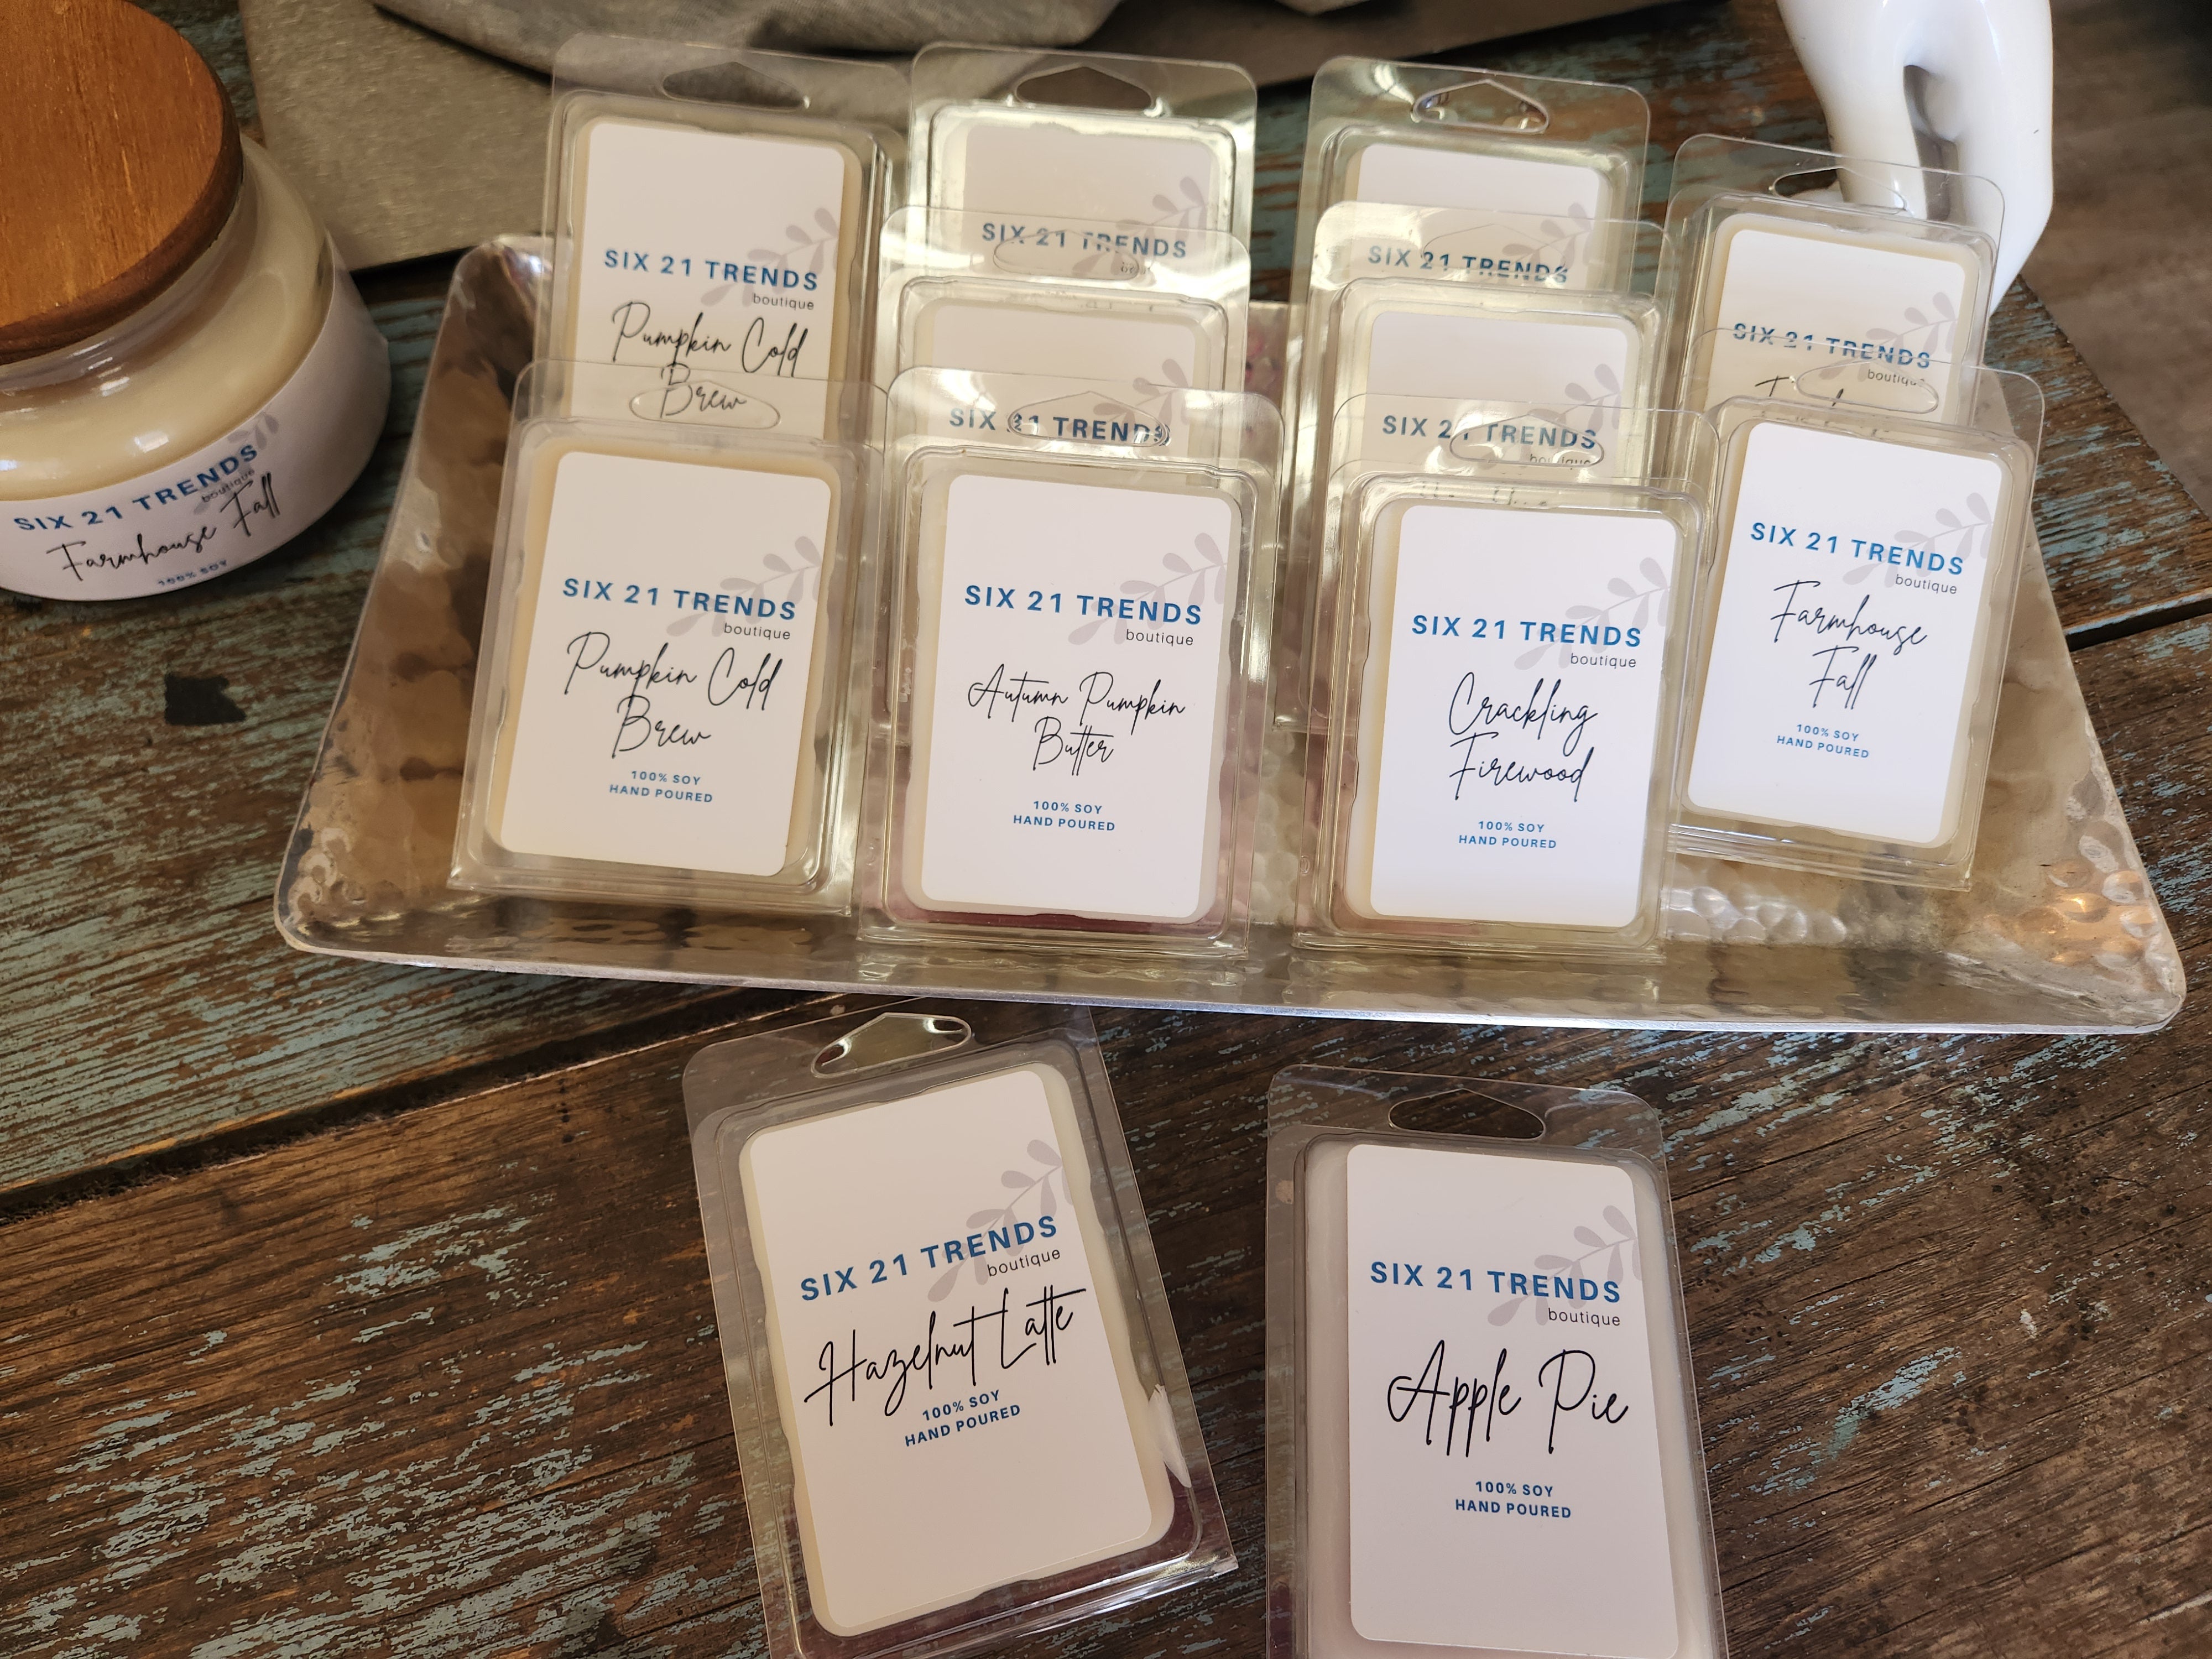 SIX 21 TRENDS
boutique
Pumpkin Cold
Brew
SIX 21 TRENDS
SIX 21 TRENDS
SIX 21 TRENDS
boutique
SIX 21 TRENDS
SIX 21 TRENDS
boutique
SIX 21 TRENDS
boutique
Farmhouse Fall
100% SOY
SIX 21 TRENDS
boutique
Pumpkin Cold
Brew
100% SOY
HAND POURED
SIX 21 TRENDS
boutique
Autumn Pumpkin
Butter
100% SOY
HAND POURED
SIX 21 TRENDS
boutique
Crackling
Firewood
100% SOY
HAND POURED
SIX 21 TRENDS
boutique
Farmhouse
Fall
100% SOY
HAND POURED
SIX 21 TRENDS
boutique
Hazelnut Latte
100% SOY
HAND POURED
SIX 21 TRENDS
boutique
Apple Pie
100% SOY
HAND POURED